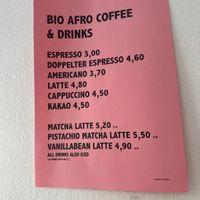 BIO AFRO COFFEE
& DRINKS
ESPRESSO 3,00
DOPPELTER ESPRESSO 4,60
AMERICANO 3,70
LATTE 4,80
CAPPUCCINO 4,50
KAKAO 4,50
MATCHA LATTE 5,20 ..
PISTACHIO MATCHA LATTE 5,50 ..
VANILLABEAN LATTE 4,90 ...
ALL DRINKS ALSO ICED